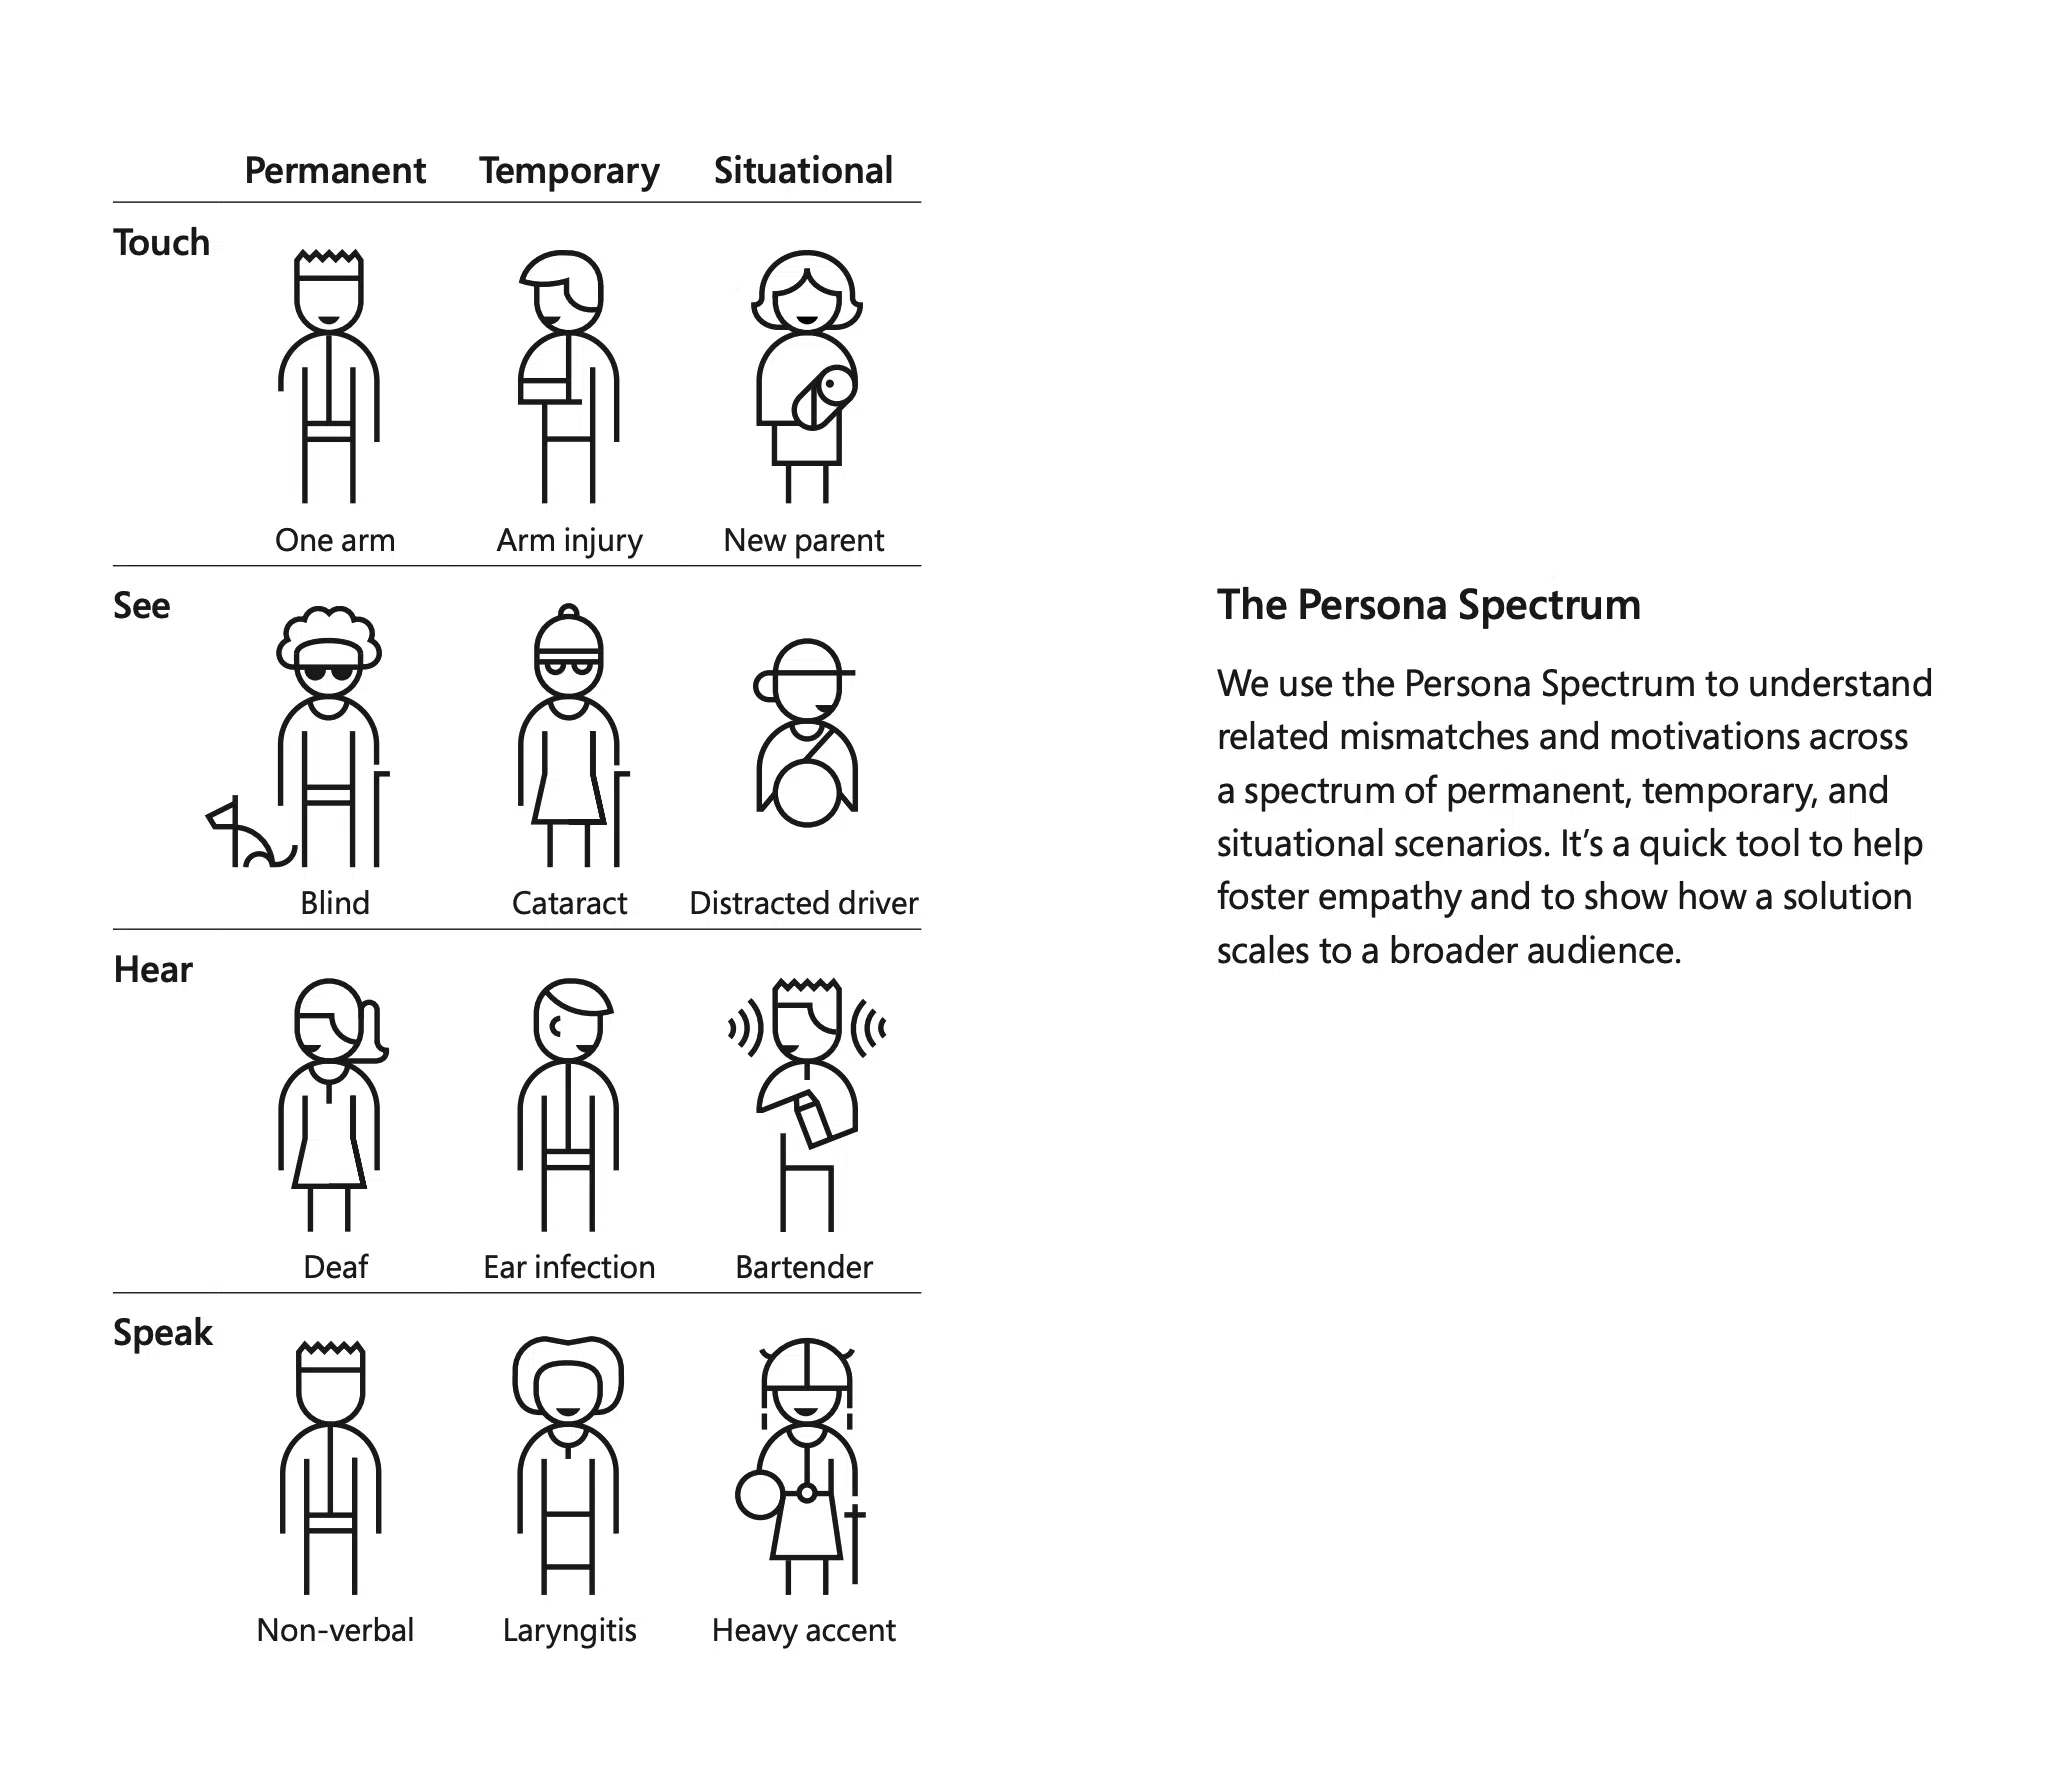 Permanent Temporary Situational
Touch
One arm Arm injury New parent
See
Blind Cataract Distracted driver
Hear
Deaf Ear infection Bartender
Speak
Non-verbal Laryngitis Heavy accent
The Persona Spectrum
We use the Persona Spectrum to understand
related mismatches and motivations across
a spectrum of permanent, temporary, and
situational scenarios. It’s a quick tool to help
foster empathy and to show how a solution
scales to a broader audience.